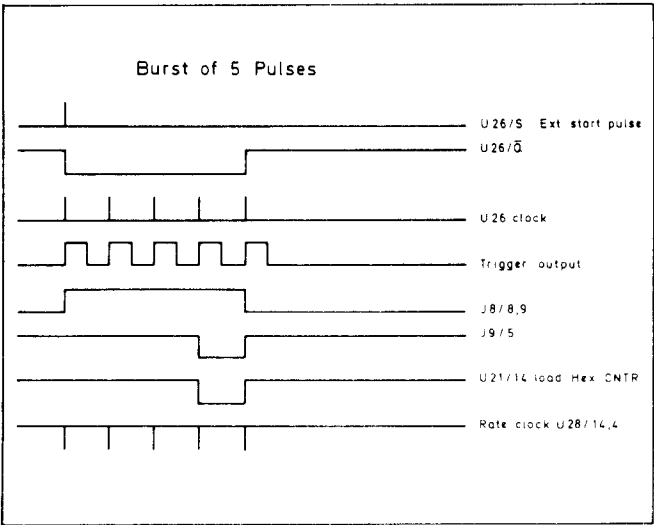 Burst of 5 Pulses
U26/S Ext start pulse
U26/Q̅
U26 clock
Trigger output
J8/8,9
J9/5
U21/14 load Hex CNTR
Rate clock U28/14,4